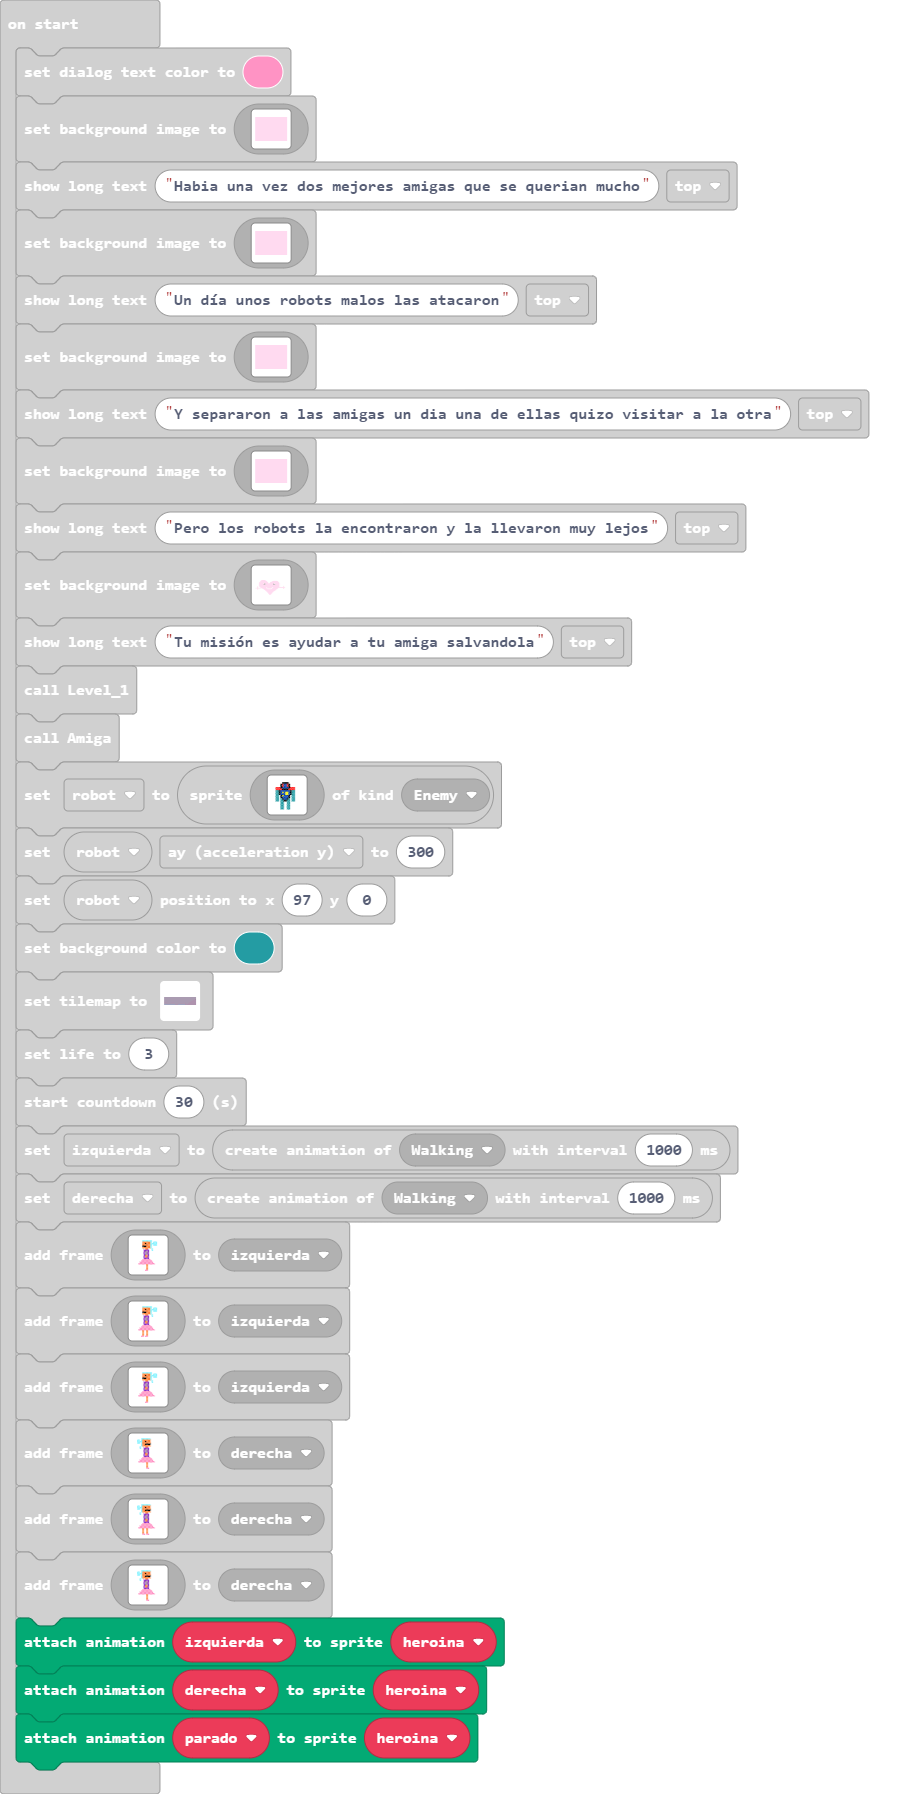 on start
set dialog text color to
set background image to
show long text "Habia una vez dos mejores amigas que se querian mucho" top
set background image to
show long text "Un día unos robots malos las atacaron" top
set background image to
show long text "Y separaron a las amigas un dia una de ellas quizo visitar a la otra" top
set background image to
show long text "Pero los robots la encontraron y la llevaron muy lejos" top
set background image to
show long text "Tu misión es ayudar a tu amiga salvandola" top
call Level_1
call Amiga
set robot to sprite of kind Enemy
set robot ay (acceleration y) to 300
set robot position to x 97 y 0
set background color to
set tilemap to
set life to 3
start countdown 30 (s)
set izquierda to create animation of Walking with interval 1000 ms
set derecha to create animation of Walking with interval 1000 ms
add frame to izquierda
add frame to izquierda
add frame to izquierda
add frame to derecha
add frame to derecha
add frame to derecha
attach animation izquierda to sprite heroina
attach animation derecha to sprite heroina
attach animation parado to sprite heroina